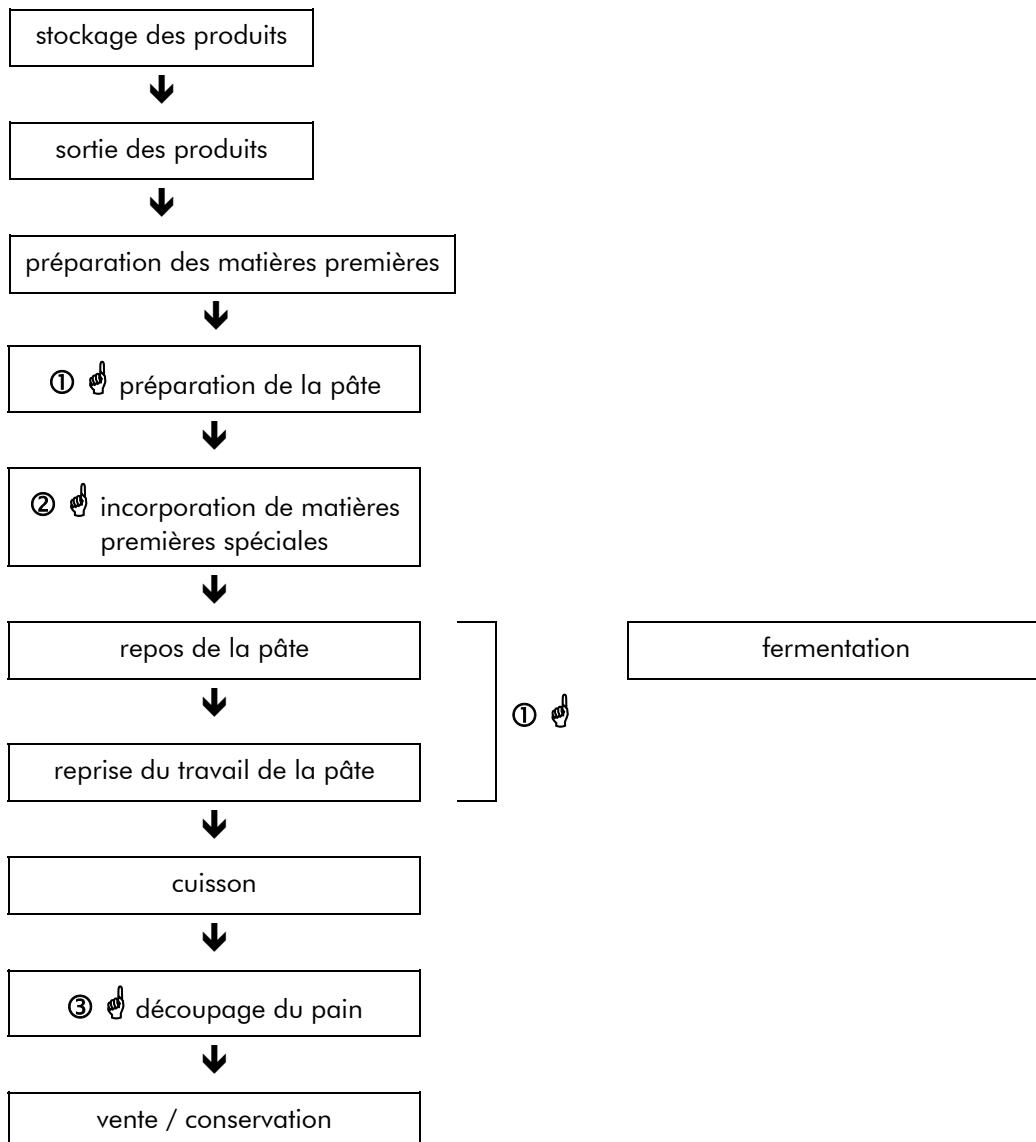 stockage des produits
sortie des produits
préparation des matières premières
① ☝ préparation de la pâte
② ☝ incorporation de matières
premières spéciales
repos de la pâte
fermentation
① ☝
reprise du travail de la pâte
cuisson
③ ☝ découpage du pain
vente / conservation